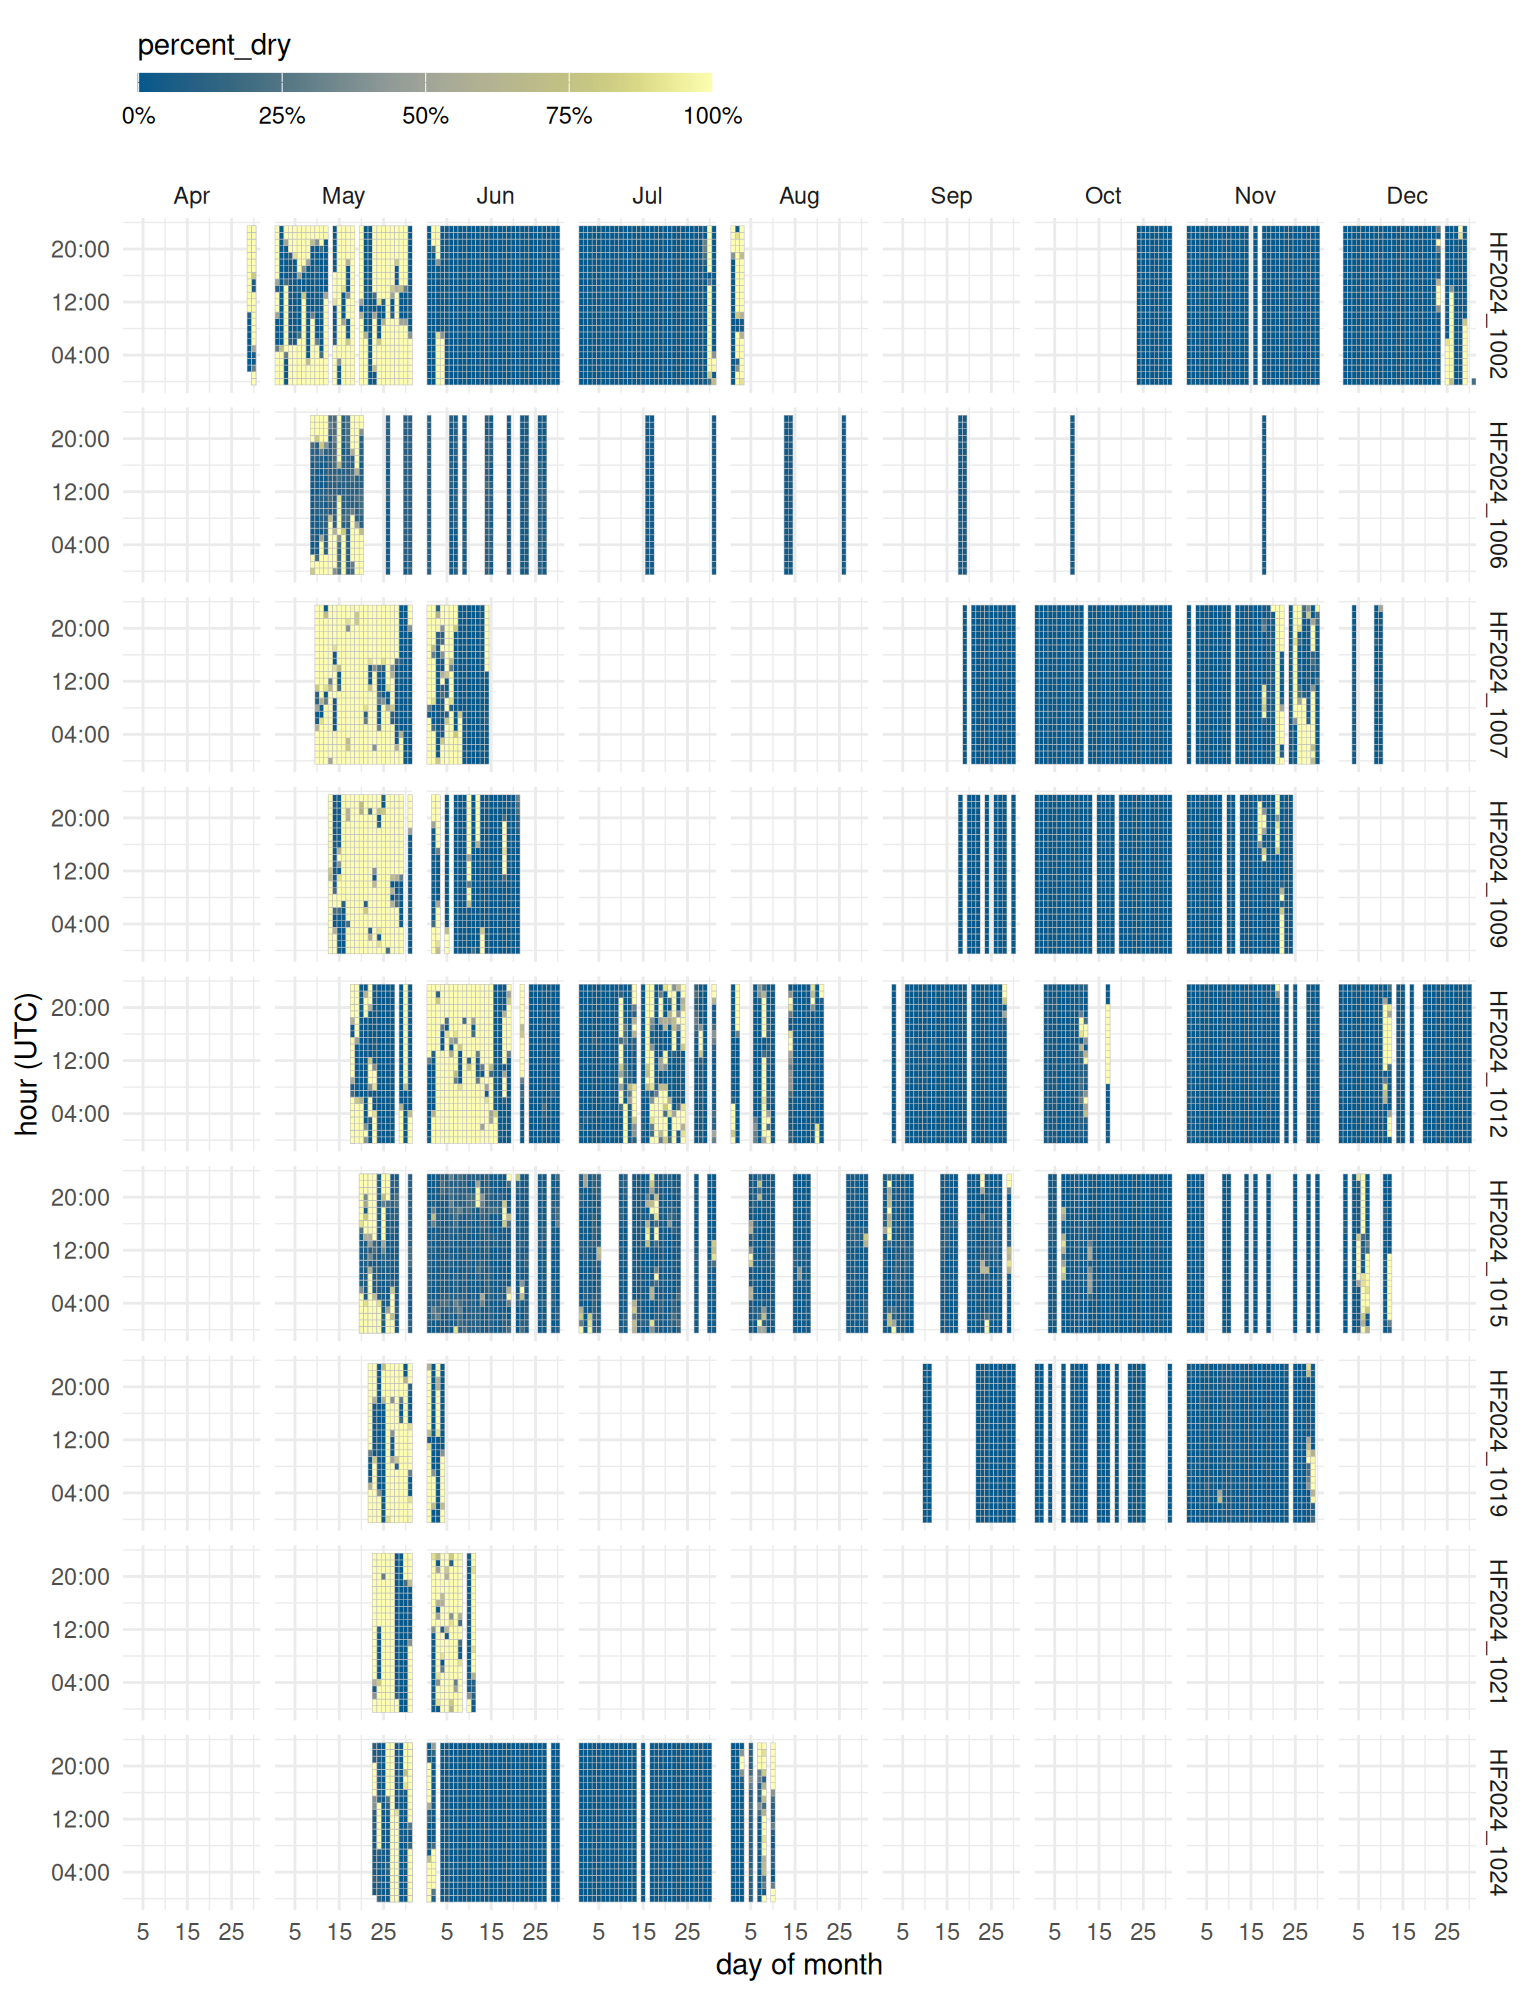 percent_dry
0% 25% 50% 75% 100%
Apr May Jun Jul Aug Sep Oct Nov Dec
20:00
12:00
04:00
HF2024_1002
20:00
12:00
04:00
HF2024_1006
20:00
12:00
04:00
HF2024_1007
20:00
12:00
04:00
HF2024_1009
hour (UTC)
20:00
12:00
04:00
HF2024_1012
20:00
12:00
04:00
HF2024_1015
20:00
12:00
04:00
HF2024_1019
20:00
12:00
04:00
HF2024_1021
20:00
12:00
04:00
HF2024_1024
5 15 25 5 15 25 5 15 25 5 15 25 5 15 25 5 15 25 5 15 25 5 15 25 5 15 25
day of month